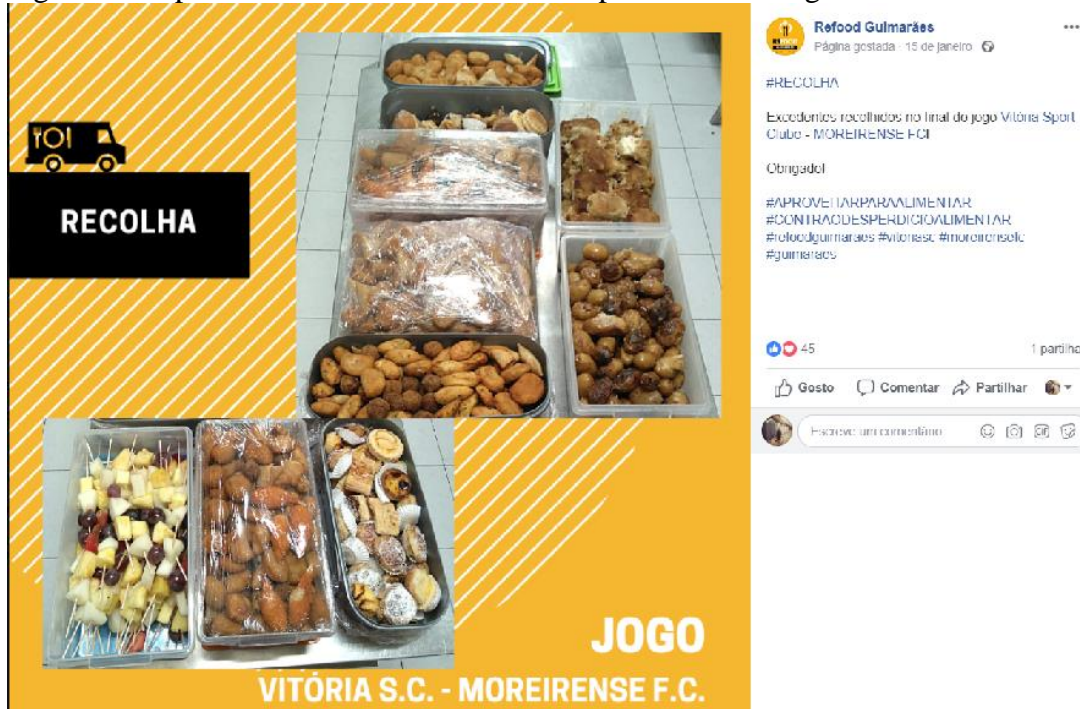 RECOLHA
JOGO
VITÓRIA S.C. - MOREIRENSE F.C.
Refood Guimarães
Página gostada · 15 de janeiro
#RECOLHA
Excedentes recolhidos no final do jogo Vitória Sport
Clube - MOREIRENSE FC!
Obrigado!
#APROVEITARPARAALIMENTAR
#CONTRAODESPERDICIOALIMENTAR
#refoodguimaraes #vitoriasc #moreirensefc
#guimaraes
45
1 partilha
Gosto Comentar Partilhar
Escreve um comentário